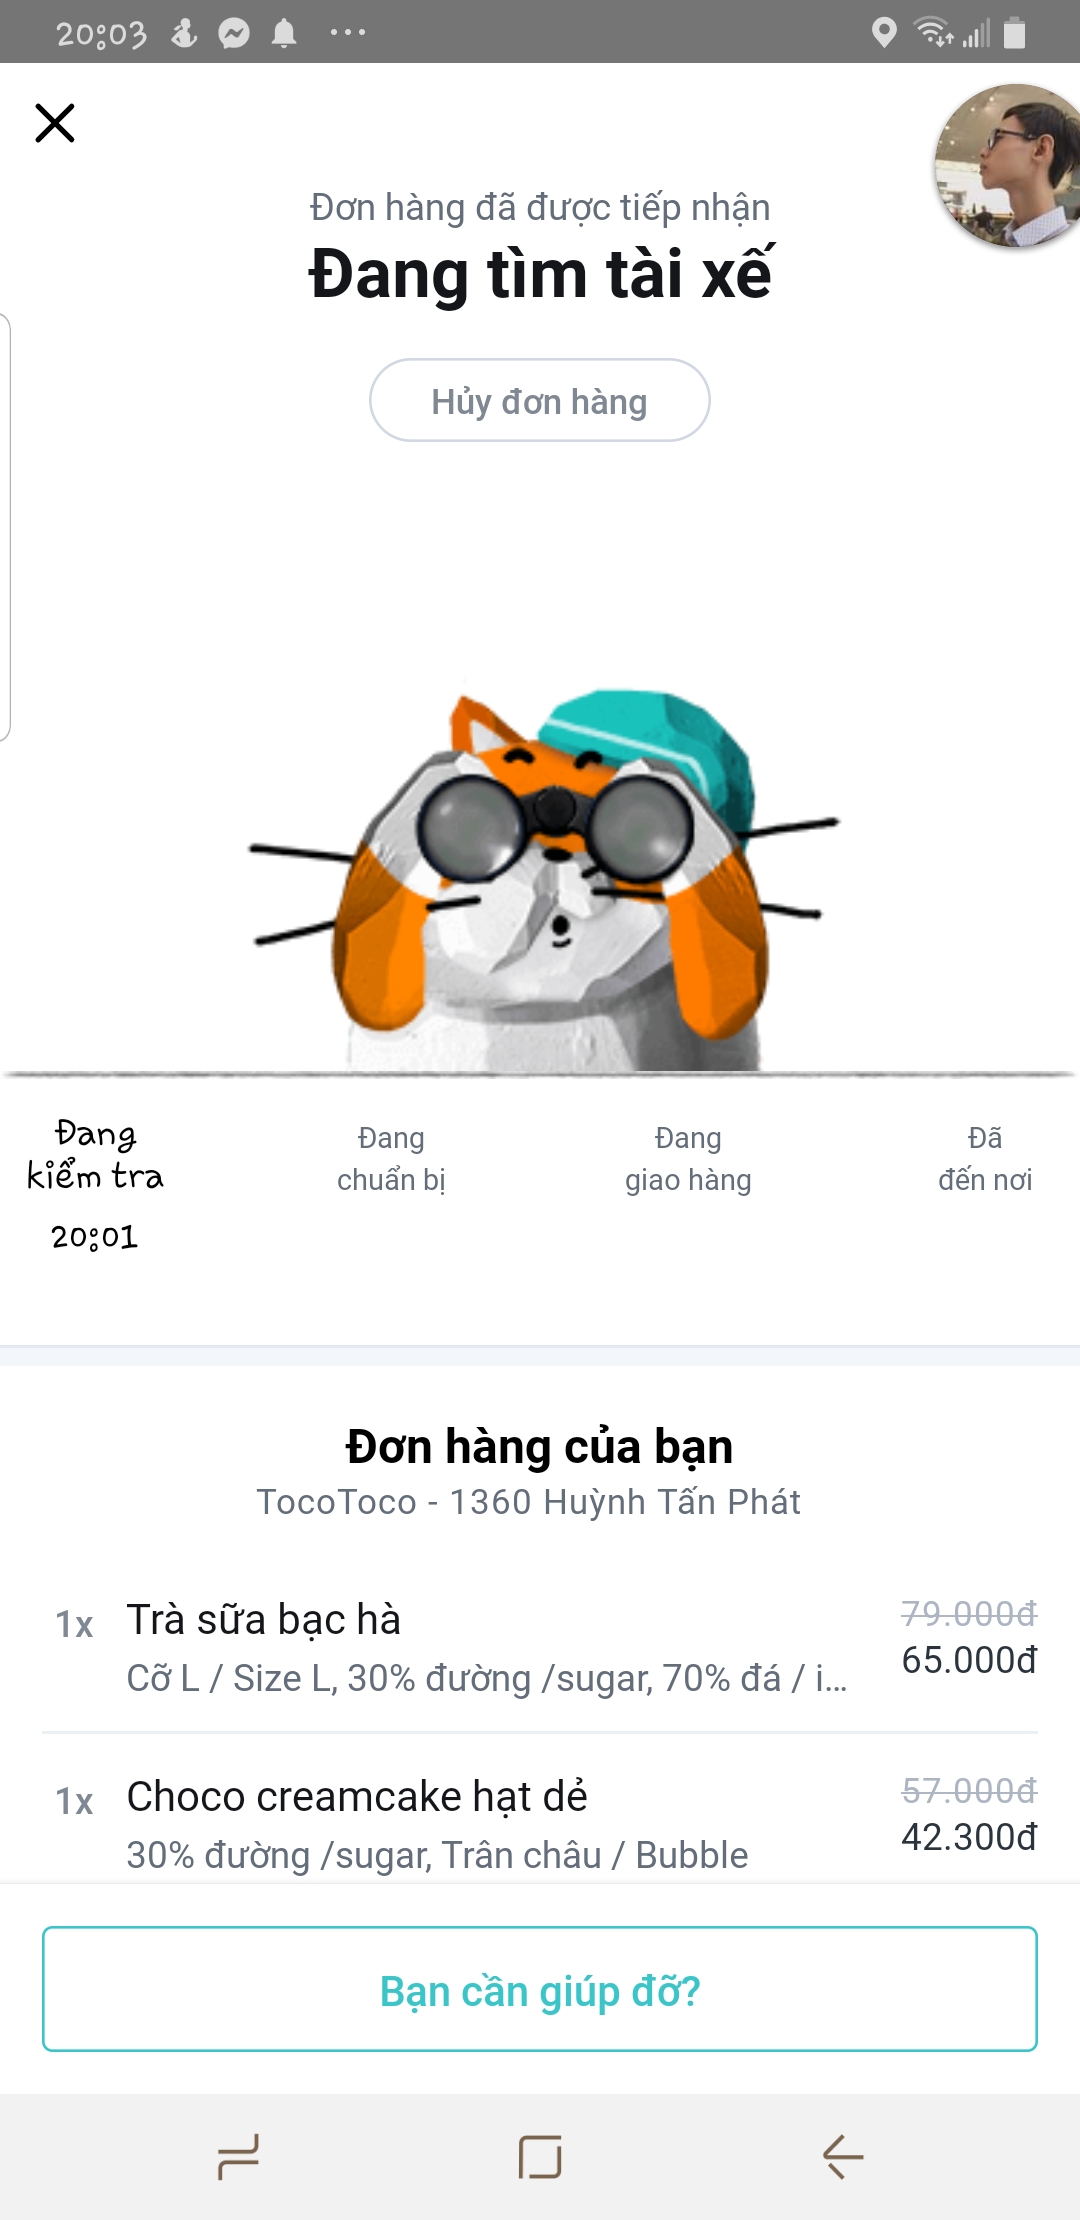 20:03
Đơn hàng đã được tiếp nhận
Đang tìm tài xế
Hủy đơn hàng
Đang
kiểm tra
20:01
Đang
chuẩn bị
Đang
giao hàng
Đã
đến nơi
Đơn hàng của bạn
TocoToco - 1360 Huỳnh Tấn Phát
1x Trà sữa bạc hà 79.000đ
Cỡ L / Size L, 30% đường /sugar, 70% đá / i... 65.000đ
1x Choco creamcake hạt dẻ 57.000đ
30% đường /sugar, Trân châu / Bubble 42.300đ
Bạn cần giúp đỡ?